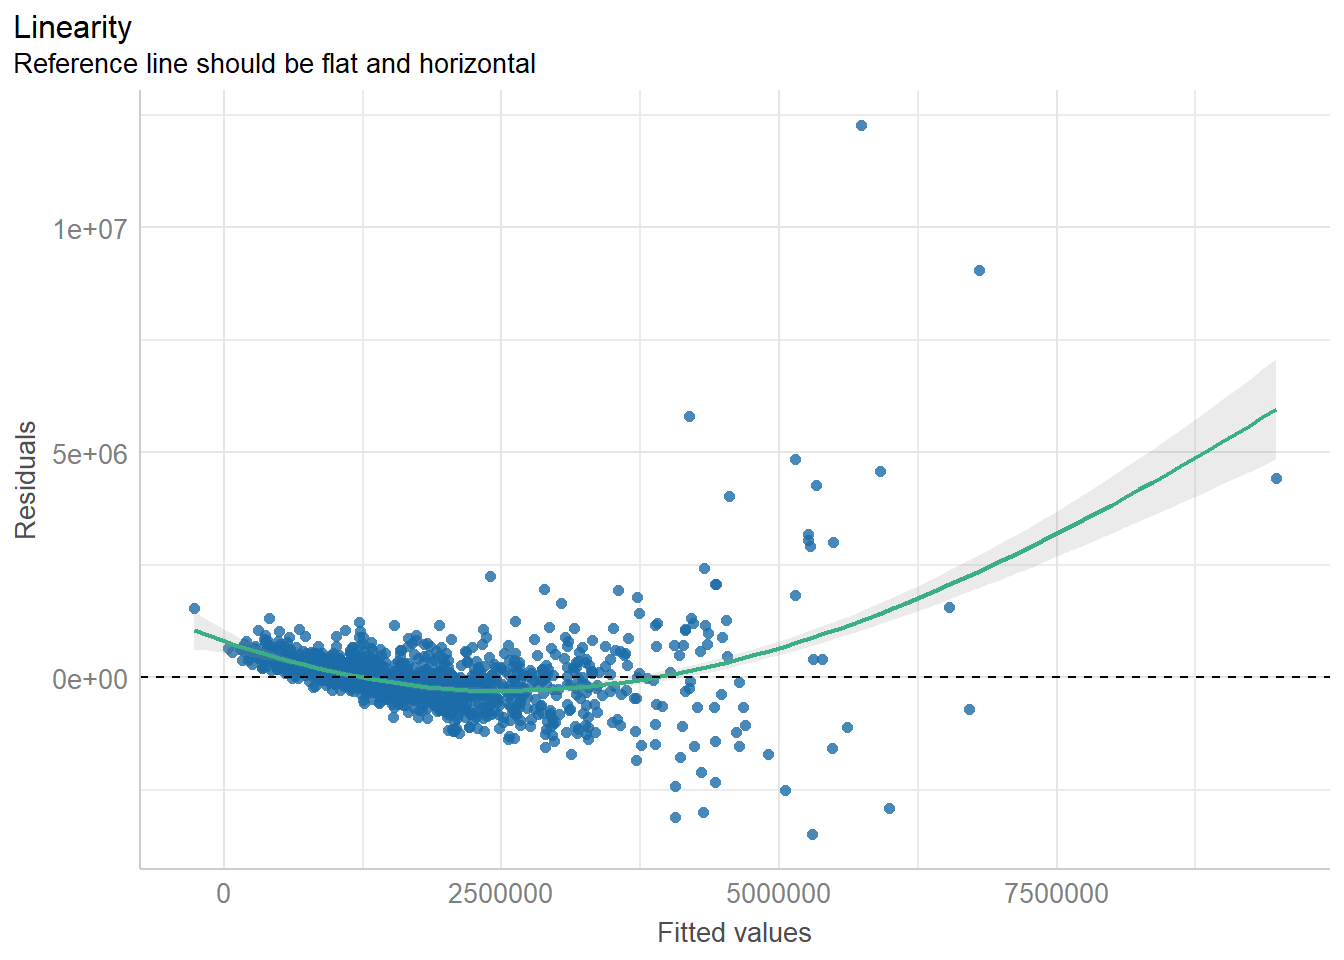 Linearity
Reference line should be flat and horizontal
1e+07
5e+06
0e+00
Residuals
0
2500000
5000000
7500000
Fitted values